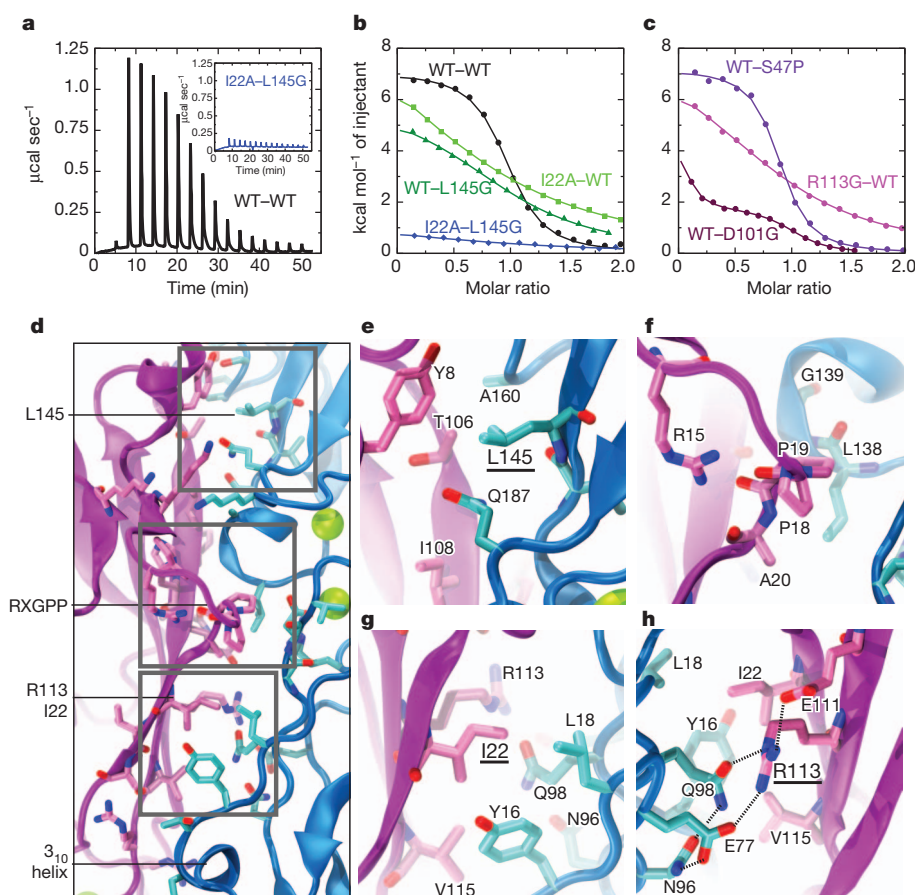 a
1.25
1.00
0.75
0.5
0.25
0
μcal sec⁻¹
0 10 20 30 40 50
Time (min)
WT–WT
1.25
1.00
0.75
0.5
0.25
0
μcal sec⁻¹
I22A–L145G
0 10 20 30 40 50
Time (min)
b
8
6
4
2
0
kcal mol⁻¹ of injectant
WT–WT
I22A–WT
WT–L145G
I22A–L145G
0 0.5 1.0 1.5 2.0
Molar ratio
c
8
6
4
2
0
WT–S47P
R113G–WT
WT–D101G
0 0.5 1.0 1.5 2.0
Molar ratio
d
L145
RXGPP
R113
I22
3₁₀
helix
e
Y8
A160
T106
L145
Q187
I108
f
G139
R15
P19
L138
P18
A20
g
R113
L18
I22
Q98
Y16
N96
V115
h
L18
I22
E111
Y16
R113
Q98
E77
V115
N96